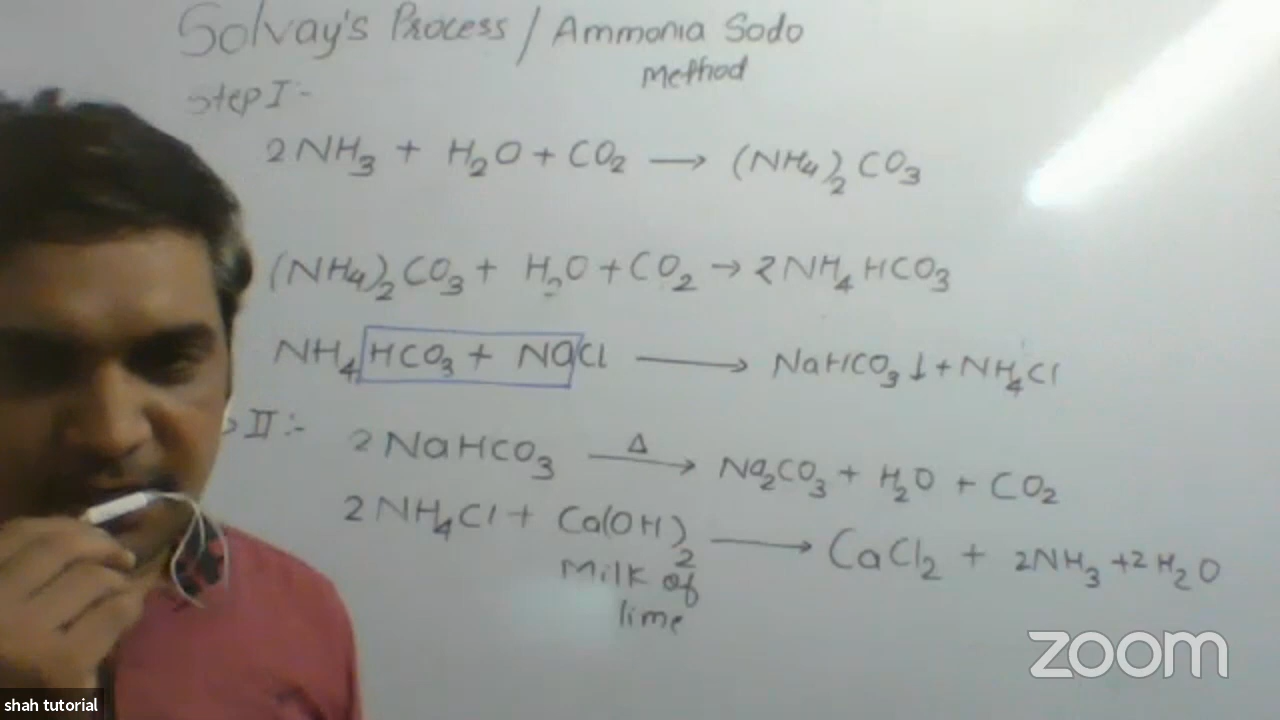 Solvay's Process / Ammonia Sodo
Method
Step I:-
2NH₃ + H₂O + CO₂ → (NH₄)₂CO₃
(NH₄)₂CO₃ + H₂O + CO₂ → 2NH₄HCO₃
NH₄HCO₃ + NaCl → NaHCO₃↓ + NH₄Cl
II :-
2NaHCO₃ Δ→ Na₂CO₃ + H₂O + CO₂
2NH₄Cl + Ca(OH)₂ → CaCl₂ + 2NH₃ + 2H₂O
Milk of
lime
zoom
shah tutorial